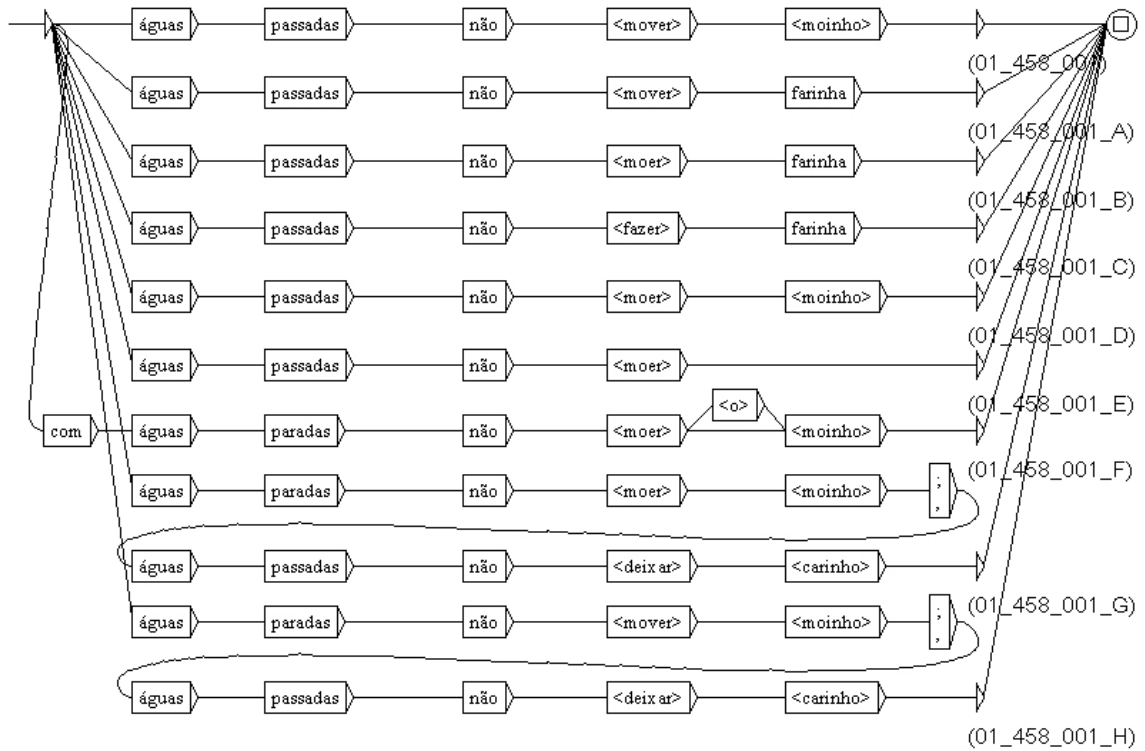 águas passadas não <mover> <moinho>
(01_458_001)
águas passadas não <mover> farinha
(01_458_001_A)
águas passadas não <moer> farinha
(01_458_001_B)
águas passadas não <fazer> farinha
(01_458_001_C)
águas passadas não <moer> <moinho>
(01_458_001_D)
águas passadas não <moer>
(01_458_001_E)
<o>
com águas paradas não <moer> <moinho>
(01_458_001_F)
águas paradas não <moer> <moinho> ; ,
águas passadas não <deixar> <carinho>
(01_458_001_G)
águas paradas não <mover> <moinho> ; ,
águas passadas não <deixar> <carinho>
(01_458_001_H)